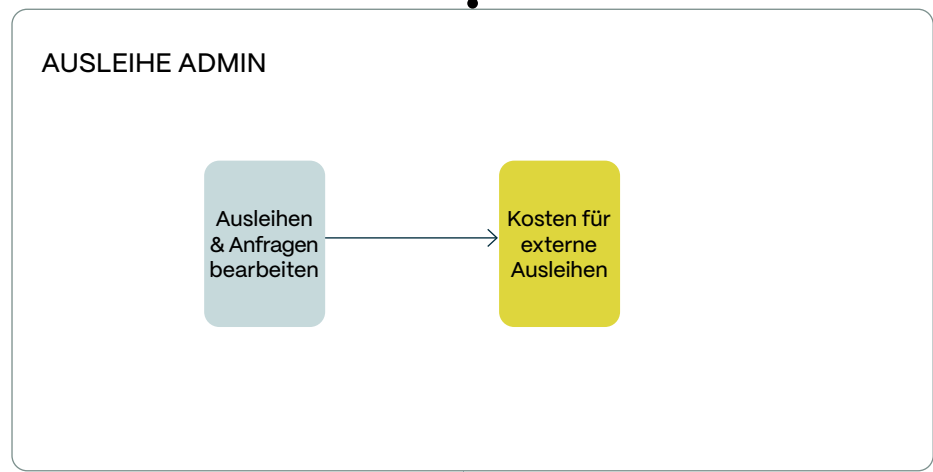 AUSLEIHE ADMIN
Ausleihen
& Anfragen
bearbeiten
Kosten für
externe
Ausleihen